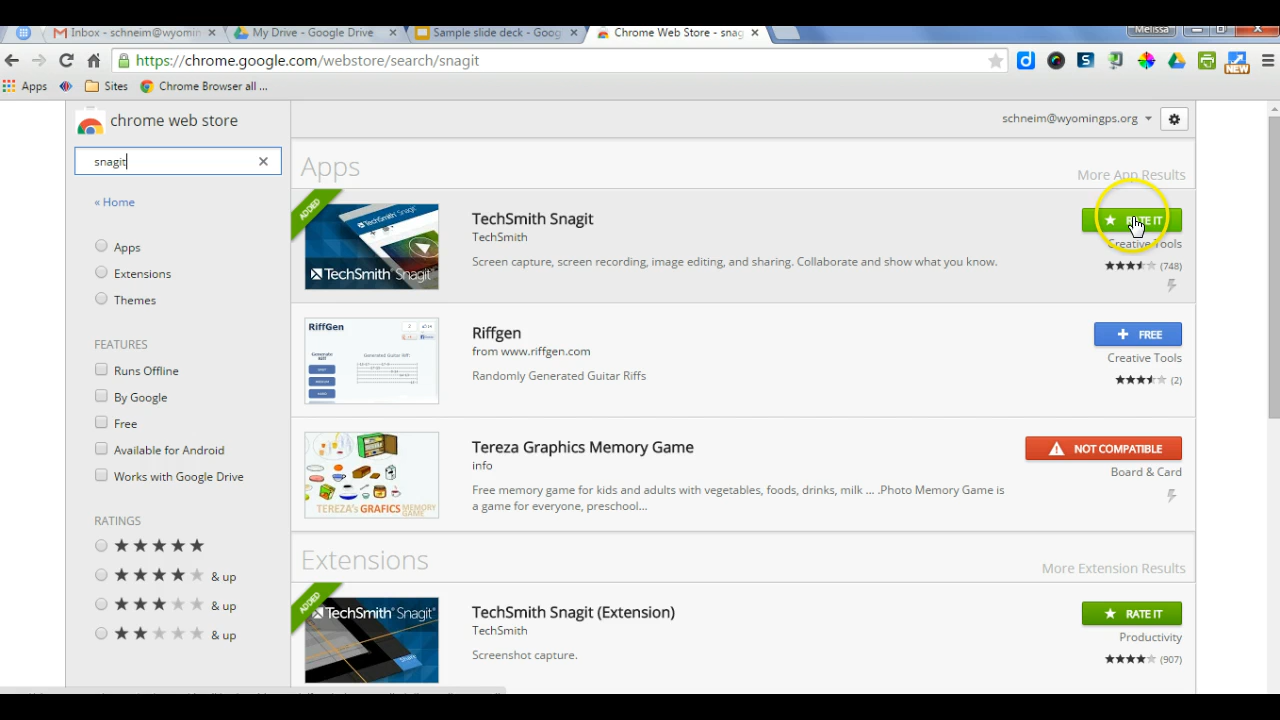 Inbox - schneim@wyomin
My Drive - Google Drive
Sample slide deck - Goog
Chrome Web Store - snag
Melissa
https://chrome.google.com/webstore/search/snagit
NEW
Apps
Sites
Chrome Browser all ...
chrome web store
schneim@wyomingps.org
snagit
« Home
Apps
Extensions
Themes
FEATURES
Runs Offline
By Google
Free
Available for Android
Works with Google Drive
RATINGS
& up
& up
& up
Apps
More App Results
ADDED
TechSmith Snagit
TechSmith Snagit
TechSmith
Screen capture, screen recording, image editing, and sharing. Collaborate and show what you know.
RATE IT
Creative Tools
(748)
RiffGen
Riffgen
from www.riffgen.com
Randomly Generated Guitar Riffs
FREE
Creative Tools
(2)
TEREZA's GRAFICS MEMORY GAME
Tereza Graphics Memory Game
info
Free memory game for kids and adults with vegetables, foods, drinks, milk ... .Photo Memory Game is
a game for everyone, preschool...
NOT COMPATIBLE
Board & Card
Extensions
More Extension Results
ADDED
TechSmith Snagit
TechSmith Snagit (Extension)
TechSmith
Screenshot capture.
RATE IT
Productivity
(907)